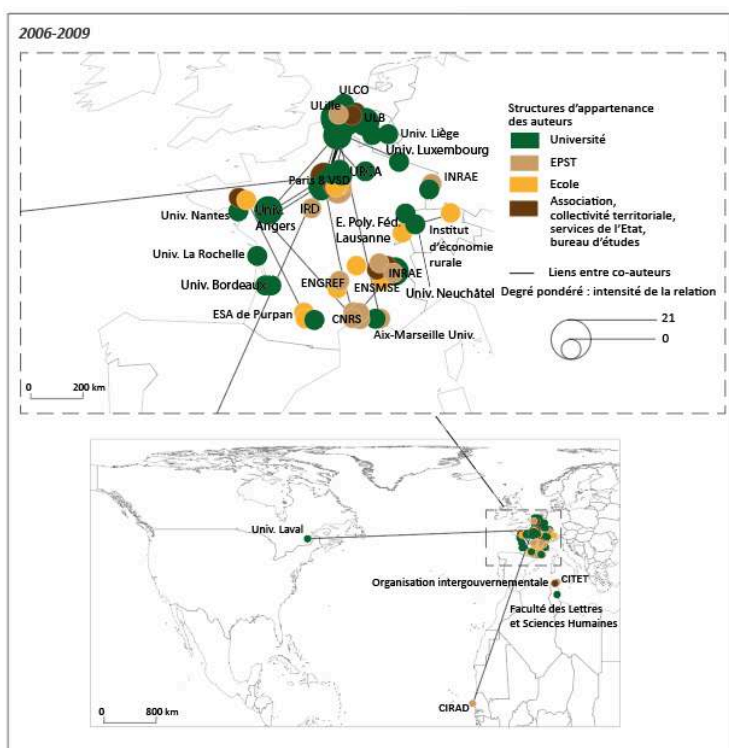 2006-2009
ULCO
ULille
ULB
Univ. Liège
Univ. Luxembourg
URCA
Paris 8 VSD
INRAE
Univ. Nantes
Univ. Angers
IRD
E. Poly. Féd.
Lausanne
Institut
d'économie
rurale
Univ. La Rochelle
Univ. Bordeaux
ENGREF
ENSMSE
INRAE
Univ. Neuchâtel
ESA de Purpan
CNRS
Aix-Marseille Univ.
0 200 km
Structures d'appartenance
des auteurs
Université
EPST
Ecole
Association,
collectivité territoriale,
services de l'Etat,
bureau d'études
Liens entre co-auteurs
Degré pondéré : intensité de la relation
21
0
Univ. Laval
Organisation intergouvernementale
CITET
Faculté des Lettres
et Sciences Humaines
CIRAD
0 800 km